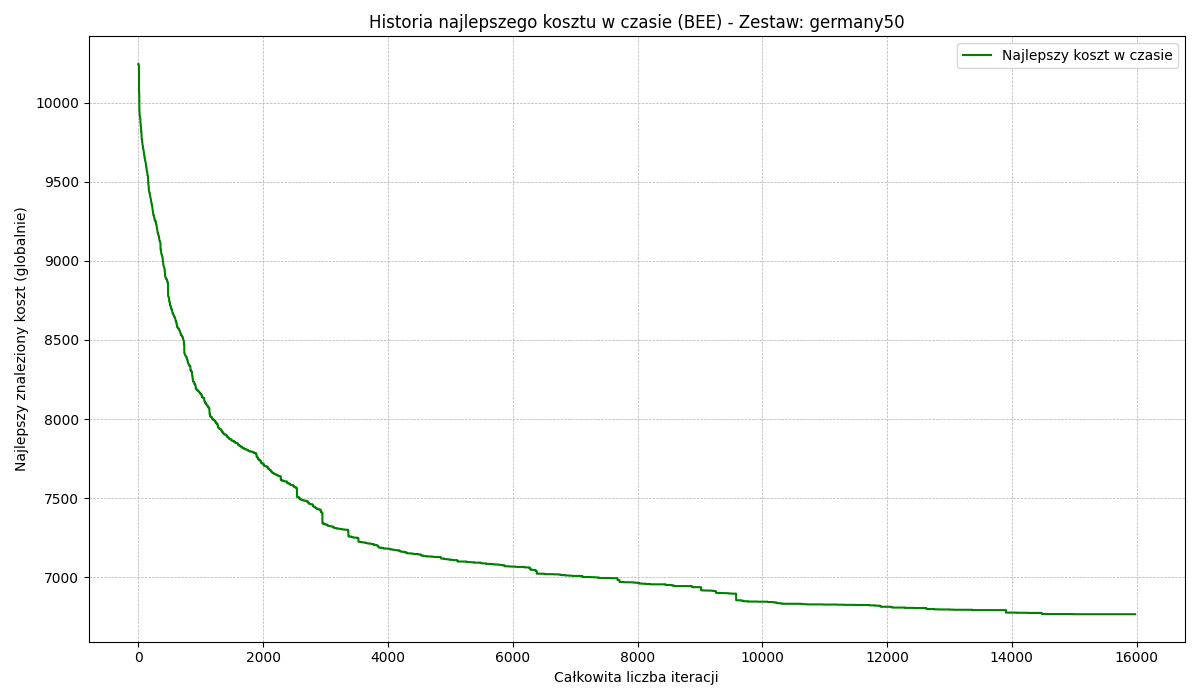 Historia najlepszego kosztu w czasie (BEE) - Zestaw: germany50
Najlepszy koszt w czasie
Najlepszy znaleziony koszt (globalnie)
10000
9500
9000
8500
8000
7500
7000
0 2000 4000 6000 8000 10000 12000 14000 16000
Całkowita liczba iteracji